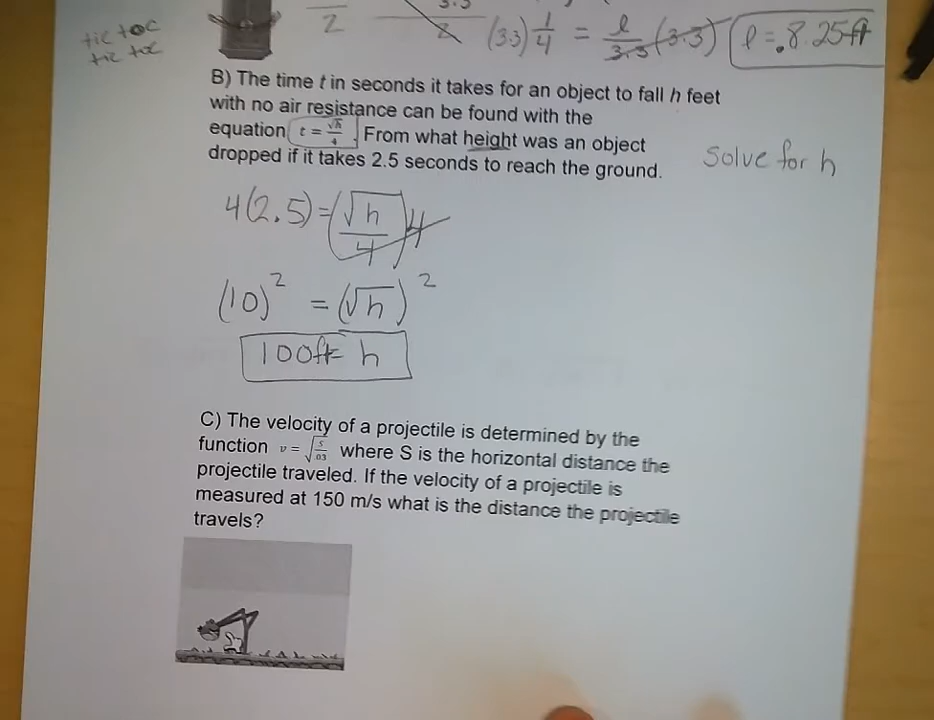 tic toc
tic toc
3.3
2 2 (3.3) 1/4 = l/3.3 (3.3) l = .825ft
B) The time t in seconds it takes for an object to fall h feet
with no air resistance can be found with the
equation t = √h/4 . From what height was an object
dropped if it takes 2.5 seconds to reach the ground.
Solve for h
4(2.5) = (√h/4) 4
(10)² = (√h)²
100ft = h
C) The velocity of a projectile is determined by the
function v = √(s/.03) where S is the horizontal distance the
projectile traveled. If the velocity of a projectile is
measured at 150 m/s what is the distance the projectile
travels?